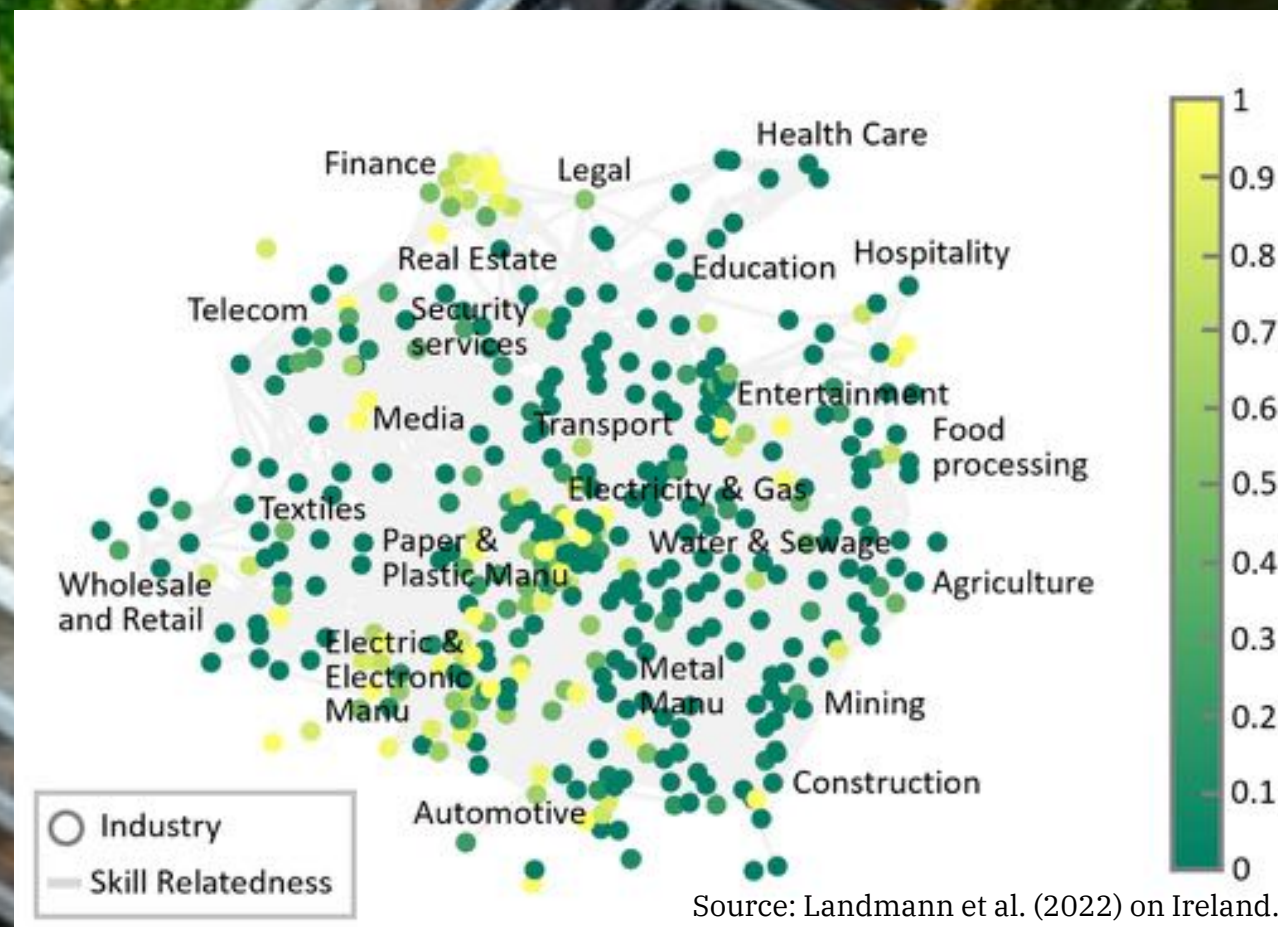 Health Care
Finance
Legal
Hospitality
Real Estate
Education
Telecom
Security
services
Entertainment
Media
Transport
Food
processing
Electricity & Gas
Textiles
Paper &
Plastic Manu
Water & Sewage
Wholesale
and Retail
Agriculture
Electric &
Electronic
Manu
Metal
Manu
Mining
Construction
Automotive
Industry
Skill Relatedness
1
0.9
0.8
0.7
0.6
0.5
0.4
0.3
0.2
0.1
0
Source: Landmann et al. (2022) on Ireland.